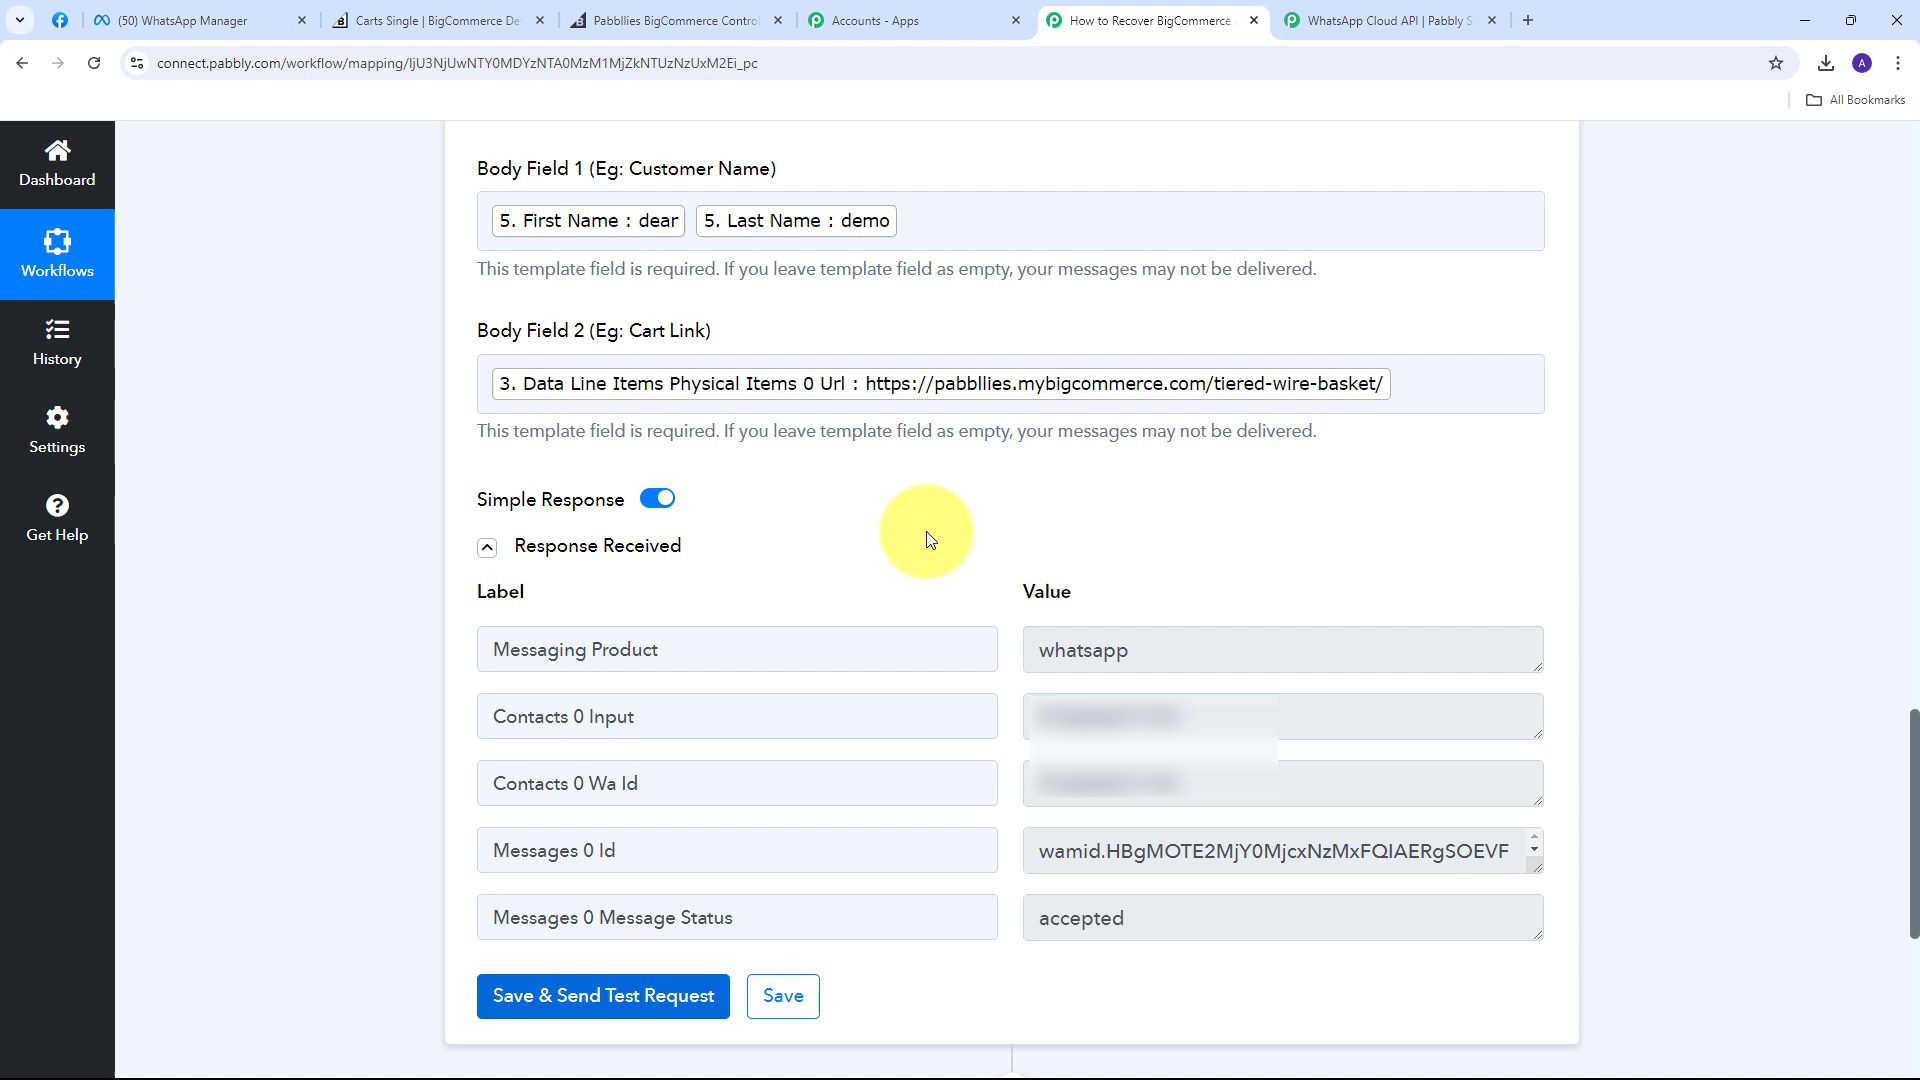 (50) WhatsApp Manager
Carts Single | BigCommerce De
Pabbllies BigCommerce Control
Accounts - Apps
How to Recover BigCommerce
WhatsApp Cloud API | Pabbly S
connect.pabbly.com/workflow/mapping/IjU3NjUwNTY0MDYzNTA0MzM1MjZkNTUzNzUxM2Ei_pc
A
All Bookmarks
Dashboard
Workflows
History
Settings
Get Help
Body Field 1 (Eg: Customer Name)
5. First Name : dear 5. Last Name : demo
This template field is required. If you leave template field as empty, your messages may not be delivered.
Body Field 2 (Eg: Cart Link)
3. Data Line Items Physical Items 0 Url : https://pabbllies.mybigcommerce.com/tiered-wire-basket/
This template field is required. If you leave template field as empty, your messages may not be delivered.
Simple Response
Response Received
Label Value
Messaging Product whatsapp
Contacts 0 Input
Contacts 0 Wa Id
Messages 0 Id wamid.HBgMOTE2MjY0MjcxNzMxFQIAERgSOEVF
Messages 0 Message Status accepted
Save & Send Test Request Save